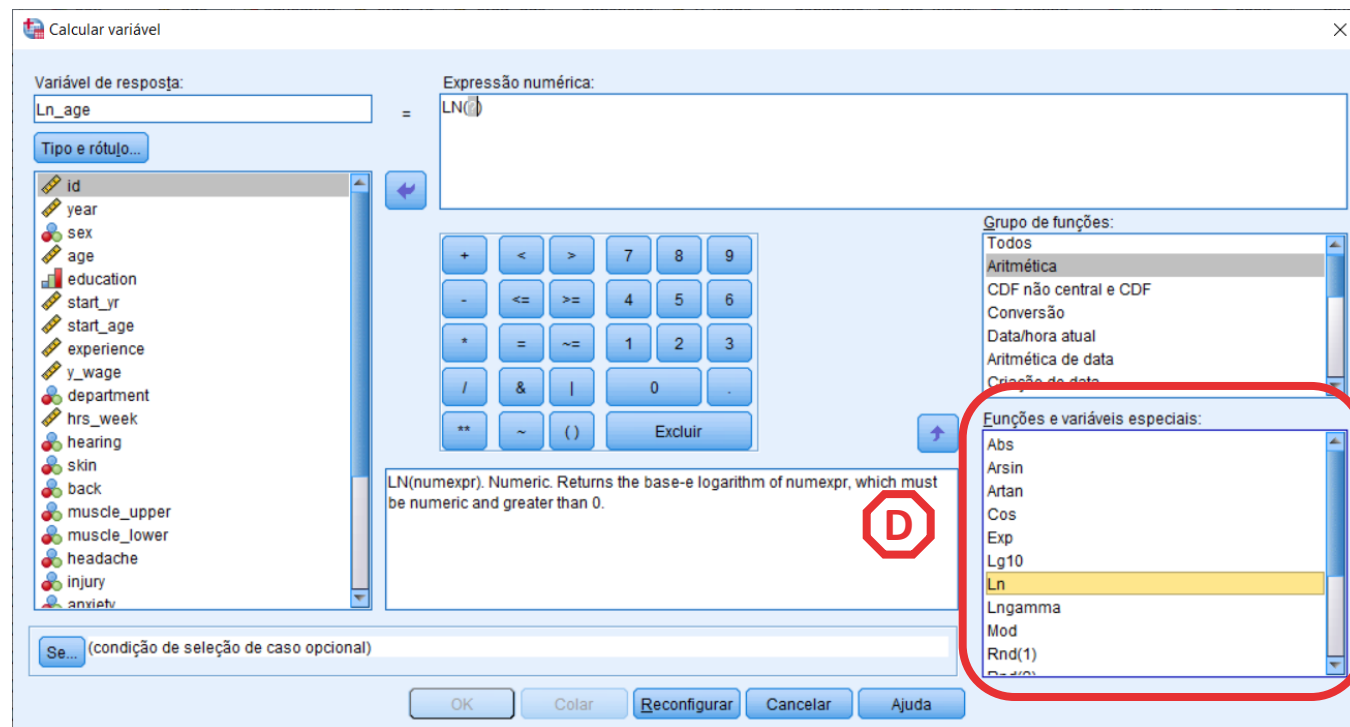 Calcular variável
Variável de resposta:
Ln_age
=
Expressão numérica:
LN(?)
Tipo e rótulo...
id
year
sex
age
education
start_yr
start_age
experience
y_wage
department
hrs_week
hearing
skin
back
muscle_upper
muscle_lower
headache
injury
anxiety
+ < > 7 8 9
- <= >= 4 5 6
* = ~= 1 2 3
/ & | 0 .
** ~ ( ) Excluir
Grupo de funções:
Todos
Aritmética
CDF não central e CDF
Conversão
Data/hora atual
Aritmética de data
Criação de data
LN(numexpr). Numeric. Returns the base-e logarithm of numexpr, which must
be numeric and greater than 0.
D
Funções e variáveis especiais:
Abs
Arsin
Artan
Cos
Exp
Lg10
Ln
Lngamma
Mod
Rnd(1)
Se... (condição de seleção de caso opcional)
OK Colar Reconfigurar Cancelar Ajuda